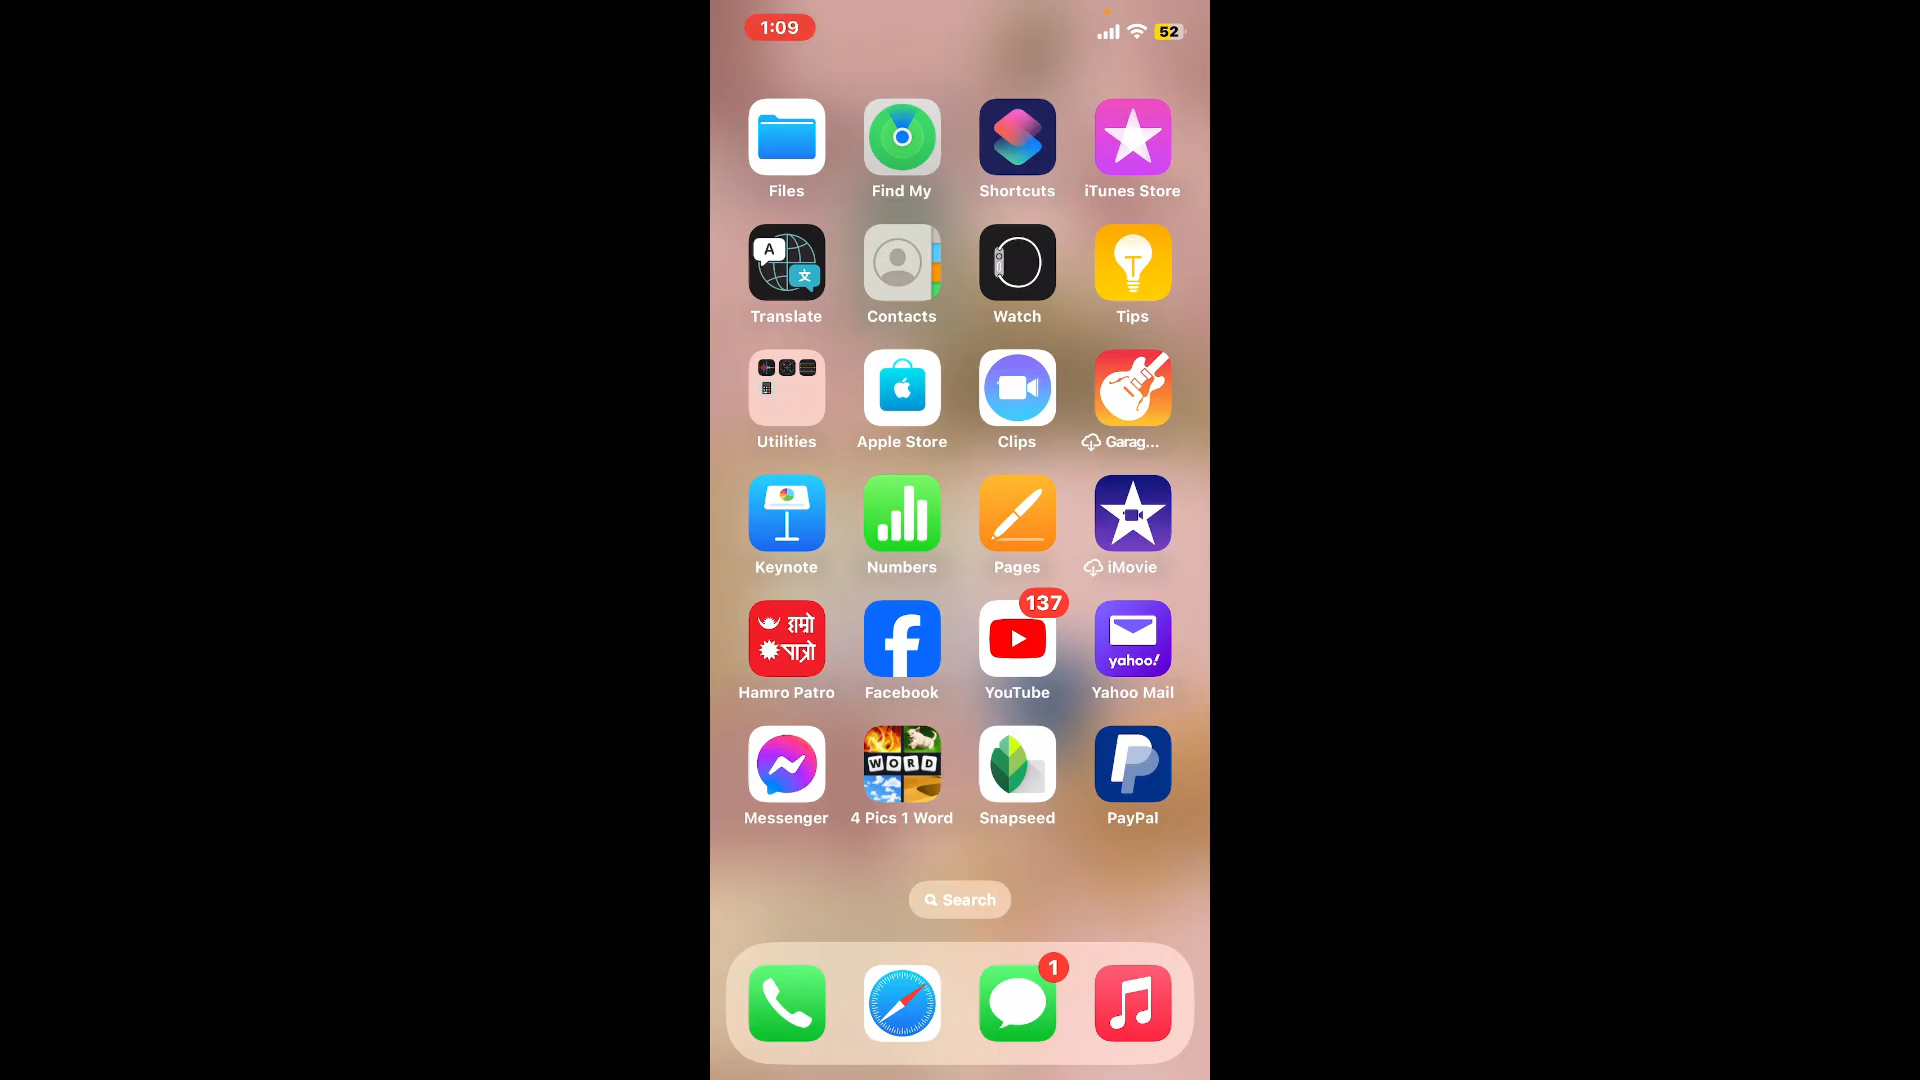 1:09
52
Files
Find My
Shortcuts
iTunes Store
A
文
Translate
Contacts
Watch
Tips
Utilities
Apple Store
Clips
Garag...
Keynote
Numbers
Pages
iMovie
हाम्रो
पात्रो
137
yahoo!
Hamro Patro
Facebook
YouTube
Yahoo Mail
WORD
Messenger
4 Pics 1 Word
Snapseed
PayPal
Search
1